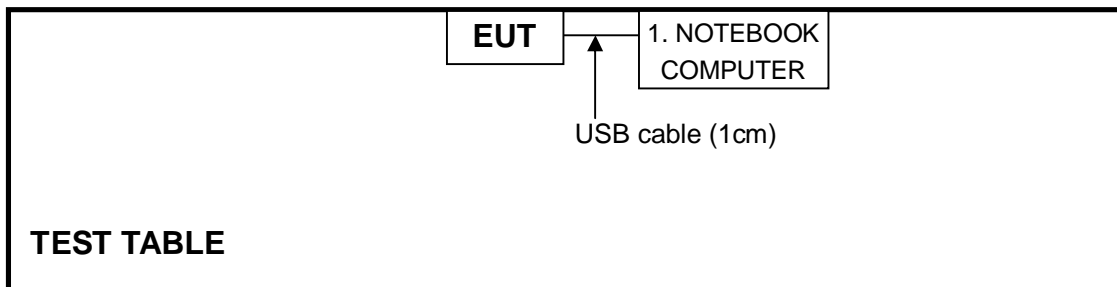 EUT
1. NOTEBOOK
COMPUTER
USB cable (1cm)
TEST TABLE